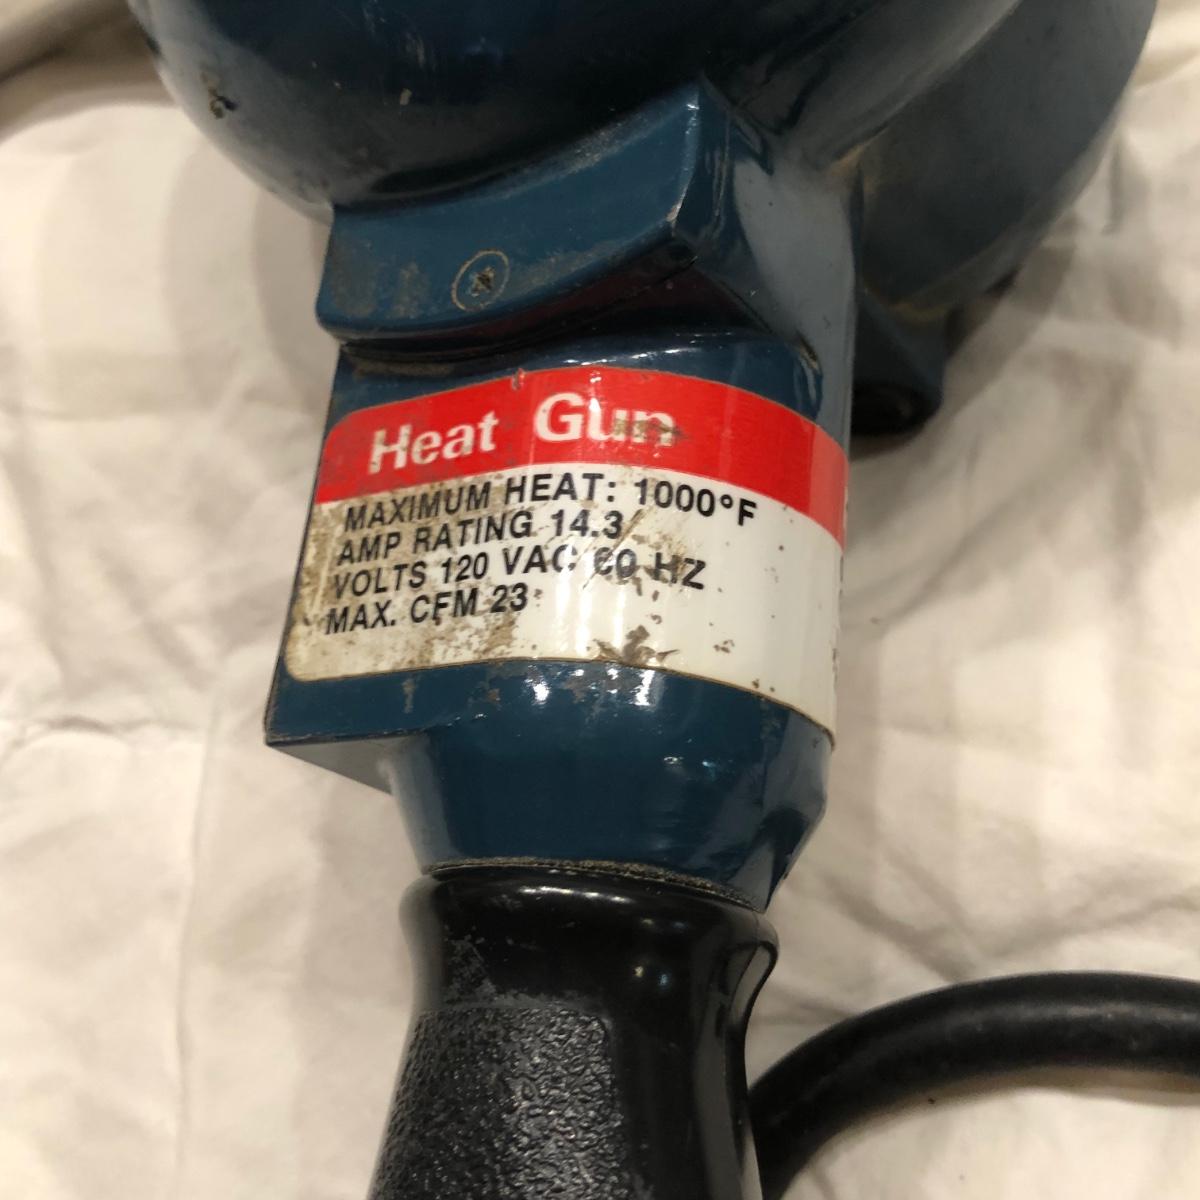 Heat Gun
MAXIMUM HEAT: 1000°F
AMP RATING 14.3
VOLTS 120 VAC 60 HZ
MAX. CFM 23